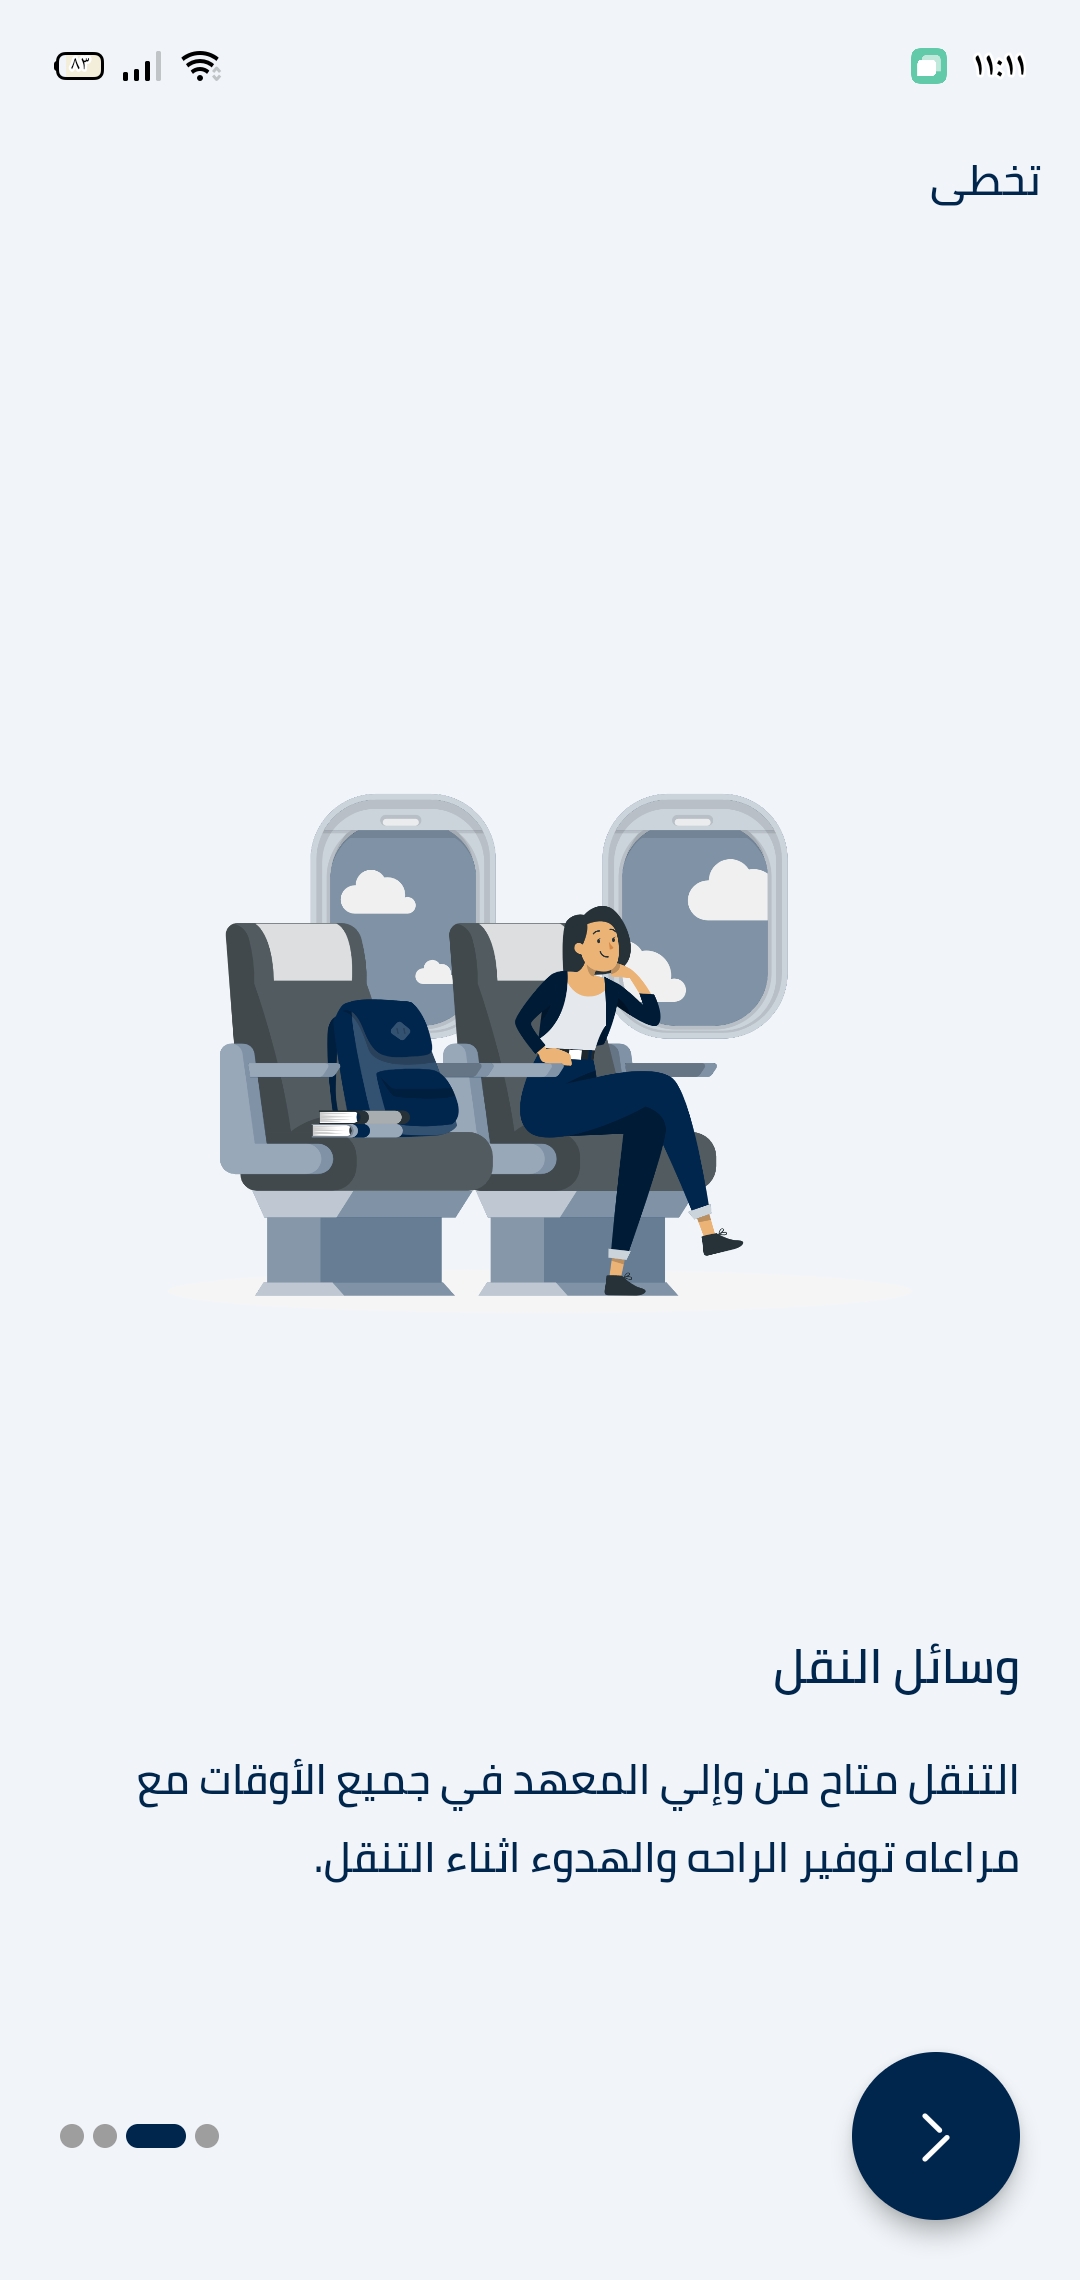 ١١:١١
٨٣
تخطى
وسائل النقل
التنقل متاح من وإلي المعهد في جميع الأوقات مع
مراعاه توفير الراحه والهدوء اثناء التنقل.